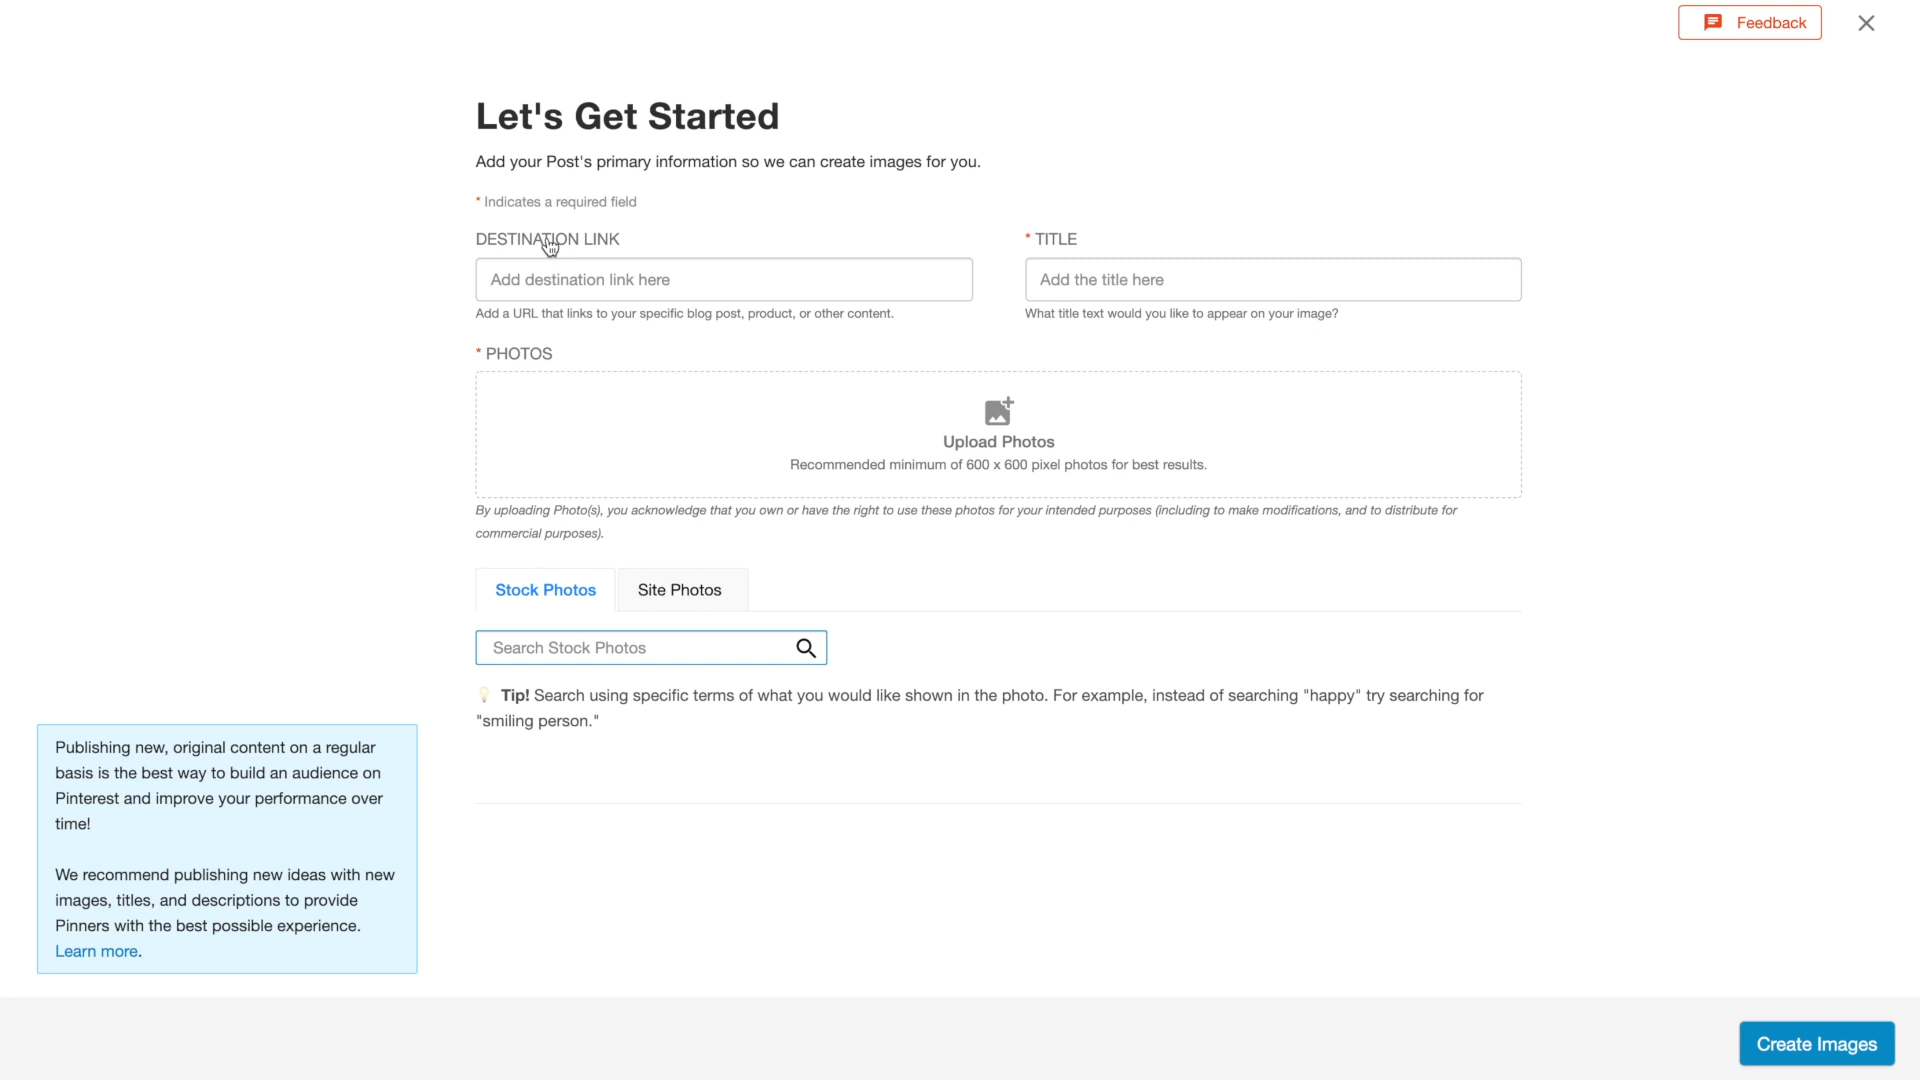 Feedback
Let's Get Started
Add your Post's primary information so we can create images for you.
* Indicates a required field
DESTINATION LINK
* TITLE
Add destination link here
Add the title here
Add a URL that links to your specific blog post, product, or other content.
What title text would you like to appear on your image?
* PHOTOS
Upload Photos
Recommended minimum of 600 x 600 pixel photos for best results.
By uploading Photo(s), you acknowledge that you own or have the right to use these photos for your intended purposes (including to make modifications, and to distribute for
commercial purposes).
Stock Photos
Site Photos
Search Stock Photos
Tip! Search using specific terms of what you would like shown in the photo. For example, instead of searching "happy" try searching for
"smiling person."
Publishing new, original content on a regular
basis is the best way to build an audience on
Pinterest and improve your performance over
time!
We recommend publishing new ideas with new
images, titles, and descriptions to provide
Pinners with the best possible experience.
Learn more.
Create Images